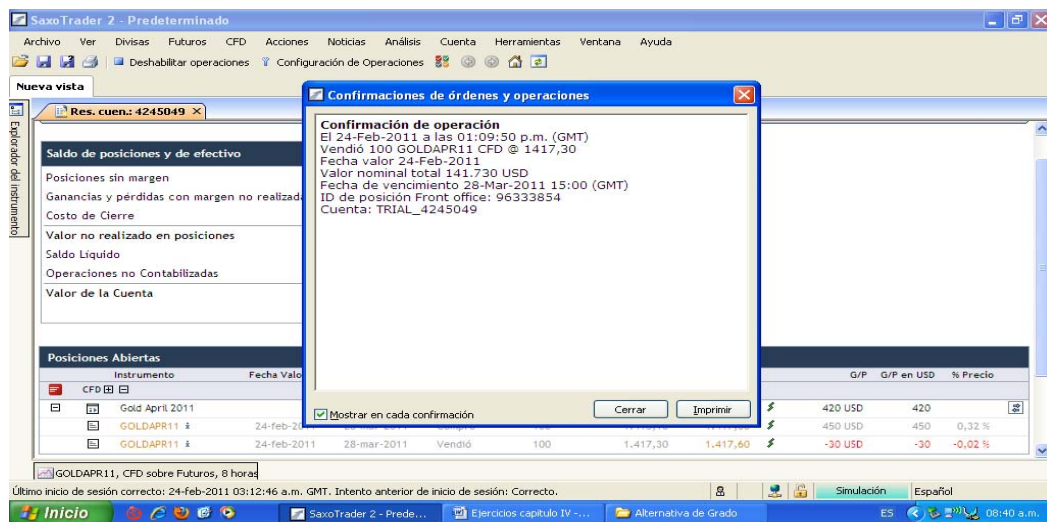 SaxoTrader 2 - Predeterminado
Archivo Ver Divisas Futuros CFD Acciones Noticias Análisis Cuenta Herramientas Ventana Ayuda
Deshabilitar operaciones Configuración de Operaciones
Nueva vista
Explorador del instrumento
Res. cuen.: 4245049
Saldo de posiciones y de efectivo
Posiciones sin margen
Ganancias y pérdidas con margen no realizad
Costo de Cierre
Valor no realizado en posiciones
Saldo Líquido
Operaciones no Contabilizadas
Valor de la Cuenta
Confirmaciones de órdenes y operaciones
Confirmación de operación
El 24-Feb-2011 a las 01:09:50 p.m. (GMT)
Vendió 100 GOLDAPR11 CFD @ 1417,30
Fecha valor 24-Feb-2011
Valor nominal total 141.730 USD
Fecha de vencimiento 28-Mar-2011 15:00 (GMT)
ID de posición Front office: 96333854
Cuenta: TRIAL_4245049
Mostrar en cada confirmación Cerrar Imprimir
Posiciones Abiertas
Instrumento Fecha Valo G/P G/P en USD % Precio
CFD
Gold April 2011 420 USD 420
GOLDAPR11 24-feb-2011 28-mar-2011 100 450 USD 450 0,32 %
GOLDAPR11 24-feb-2011 28-mar-2011 Vendió 100 1.417,30 1.417,60 -30 USD -30 -0,02 %
GOLDAPR11, CFD sobre Futuros, 8 horas
Último inicio de sesión correcto: 24-feb-2011 03:12:46 a.m. GMT. Intento anterior de inicio de sesión: Correcto. Simulación Español
Inicio SaxoTrader 2 - Prede... Ejercicios capitulo IV -... Alternativa de Grado ES 08:40 a.m.